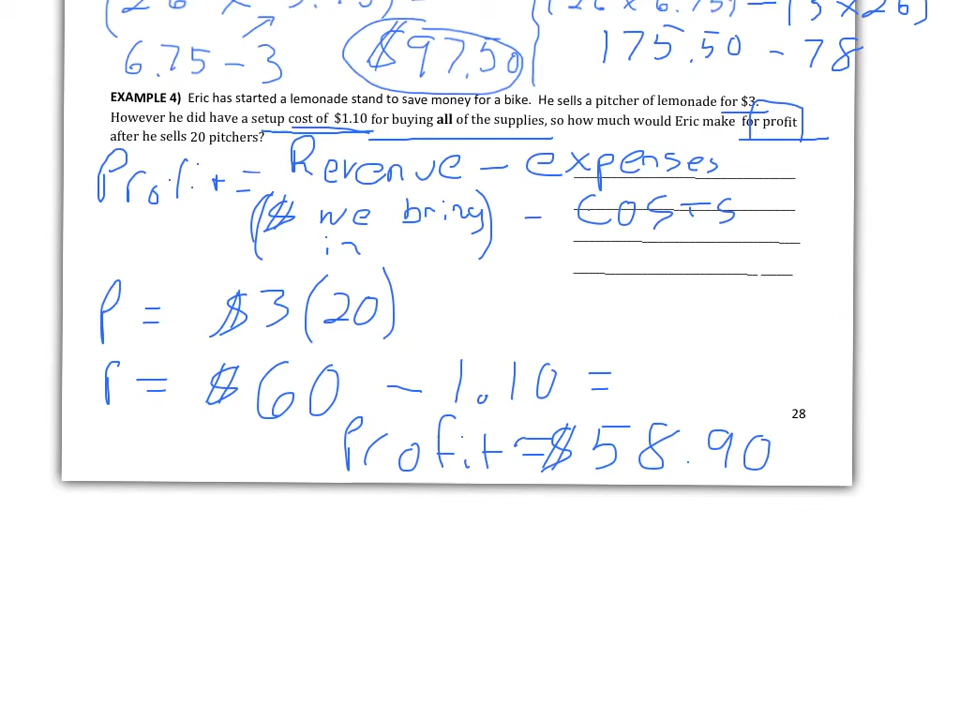 6.75 - 3
$97.50
175.50 - 78
EXAMPLE 4) Eric has started a lemonade stand to save money for a bike. He sells a pitcher of lemonade for $3.
However he did have a setup cost of $1.10 for buying all of the supplies, so how much would Eric make for profit
after he sells 20 pitchers?
Profit = Revenue - expenses
($ we bring in) - COSTS
P = $3(20)
P = $60 - 1.10 =
Profit = $58.90
28